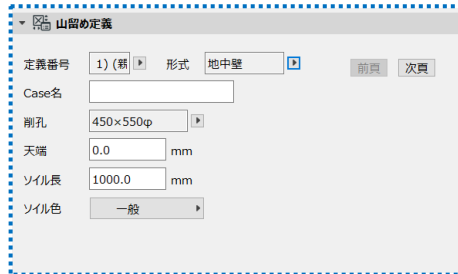 山留め定義
定義番号 1) (親 形式 地中壁 前頁 次頁
Case名
削孔 450×550φ
天端 0.0 mm
ソイル長 1000.0 mm
ソイル色 一般